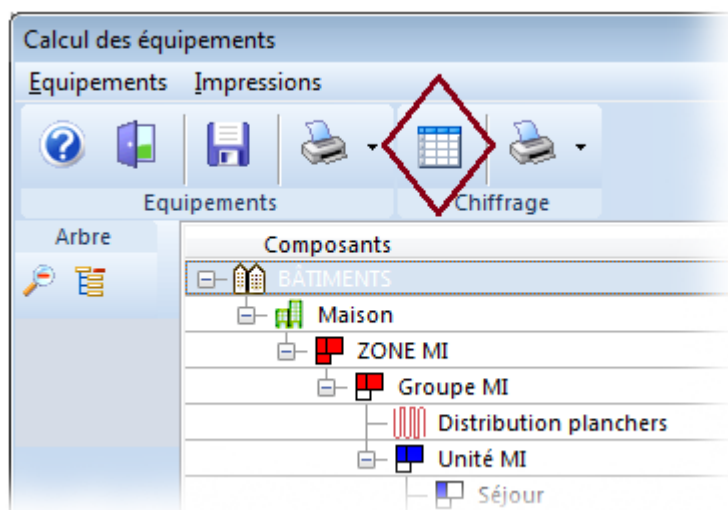 Calcul des équipements
Equipements Impressions
Equipements Chiffrage
Arbre Composants
BÂTIMENTS
Maison
ZONE MI
Groupe MI
Distribution planchers
Unité MI
Séjour